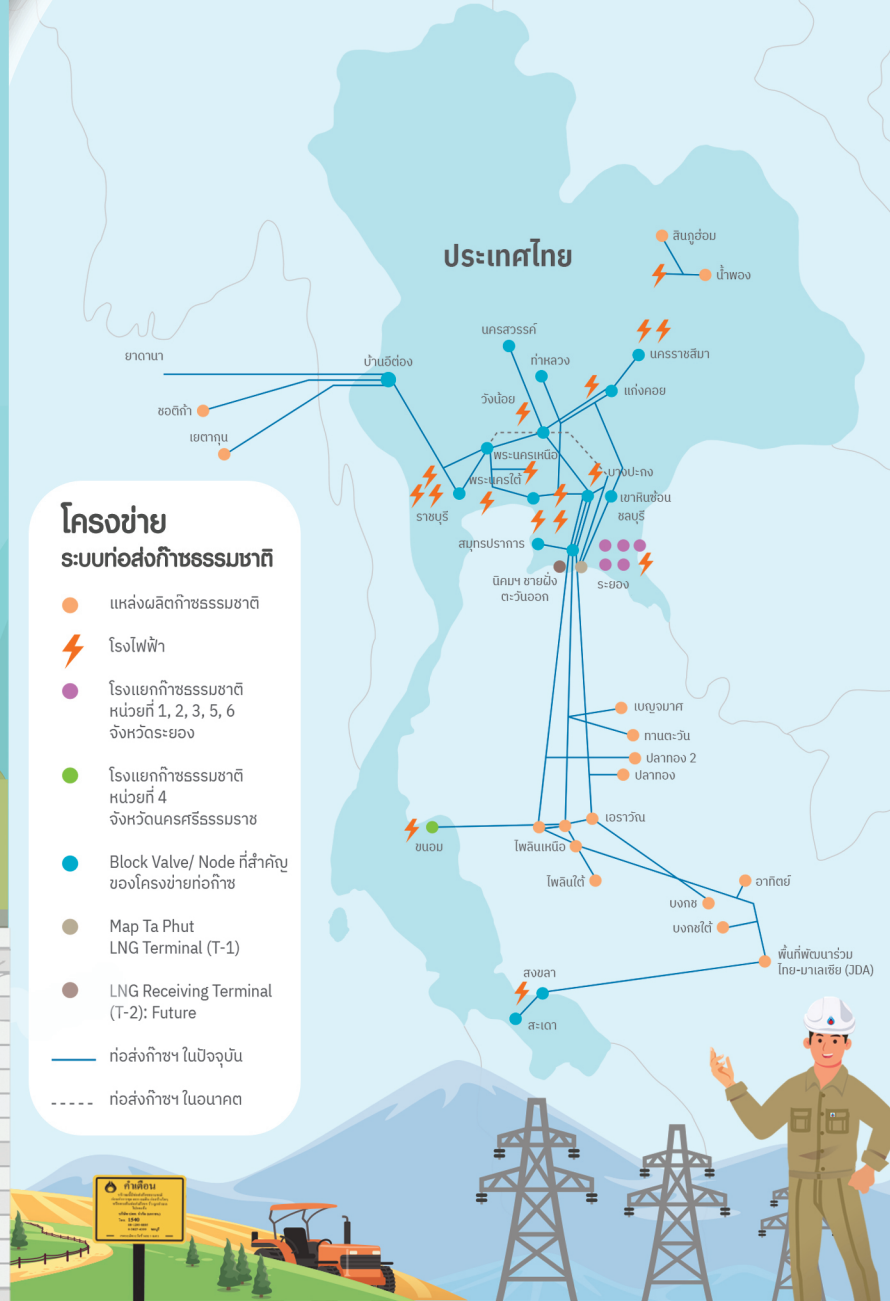 ประเทศไทย
สินภูฮ่อม
น้ำพอง
นครสวรรค์
ท่าหลวง
นครราชสีมา
ยาดานา
บ้านอีต่อง
แก่งคอย
วังน้อย
ซอติก้า
เยตากุน
พระนครเหนือ
พระนครใต้
บางปะกง
เขาหินซ้อน
ราชบุรี
ชลบุรี
สมุทรปราการ
นิคมฯ ชายฝั่ง
ตะวันออก
ระยอง
โครงข่าย
ระบบท่อส่งก๊าซธรรมชาติ
แหล่งผลิตก๊าซธรรมชาติ
โรงไฟฟ้า
โรงแยกก๊าซธรรมชาติ
หน่วยที่ 1, 2, 3, 5, 6
จังหวัดระยอง
โรงแยกก๊าซธรรมชาติ
หน่วยที่ 4
จังหวัดนครศรีธรรมราช
Block Valve/ Node ที่สำคัญ
ของโครงข่ายท่อก๊าซ
Map Ta Phut
LNG Terminal (T-1)
LNG Receiving Terminal
(T-2): Future
ท่อส่งก๊าซฯ ในปัจจุบัน
ท่อส่งก๊าซฯ ในอนาคต
เบญจมาศ
ทานตะวัน
ปลาทอง 2
ปลาทอง
เอราวัณ
ขนอม
ไพลินเหนือ
ไพลินใต้
อาทิตย์
บงกช
บงกชใต้
พื้นที่พัฒนาร่วม
ไทย-มาเลเซีย (JDA)
สงขลา
สะเดา
คำเตือน